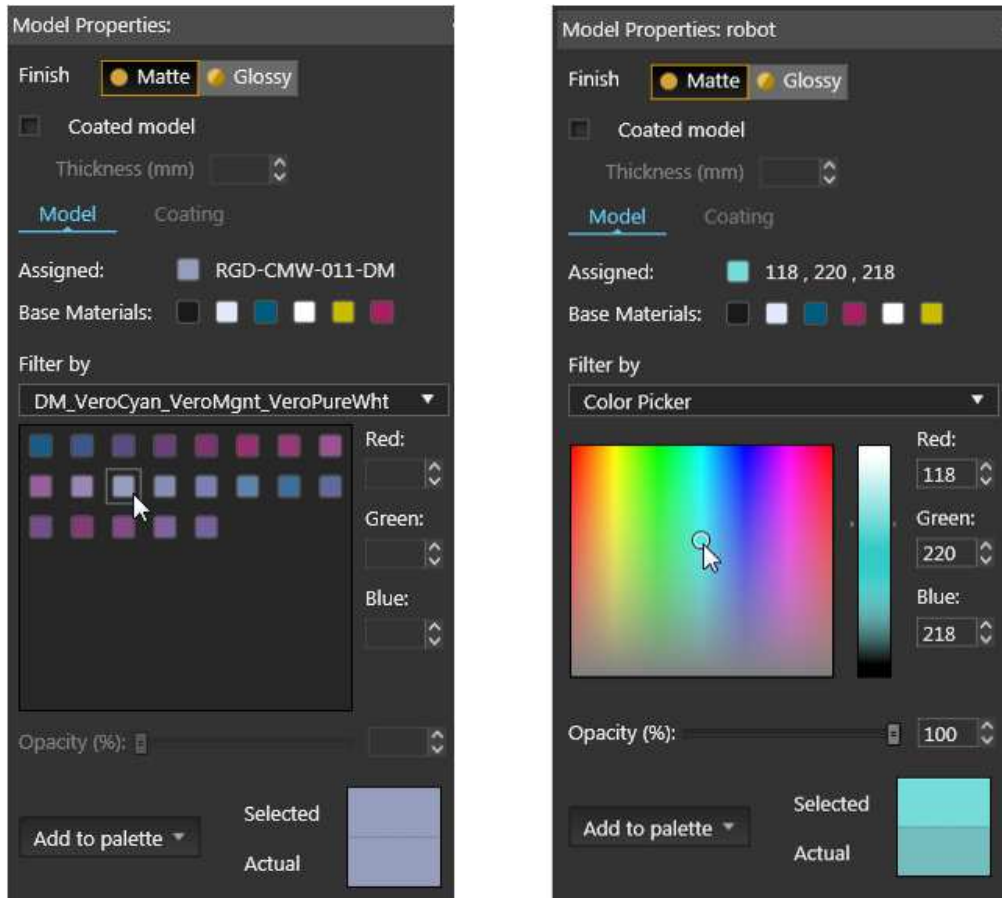 Model Properties:
Finish Matte Glossy
Coated model
Thickness (mm)
Model Coating
Assigned: RGD-CMW-011-DM
Base Materials:
Filter by
DM_VeroCyan_VeroMgnt_VeroPureWht
Red:
Green:
Blue:
Opacity (%):
Selected
Add to palette
Actual
Model Properties: robot
Finish Matte Glossy
Coated model
Thickness (mm)
Model Coating
Assigned: 118 , 220 , 218
Base Materials:
Filter by
Color Picker
Red:
118
Green:
220
Blue:
218
Opacity (%): 100
Selected
Add to palette
Actual